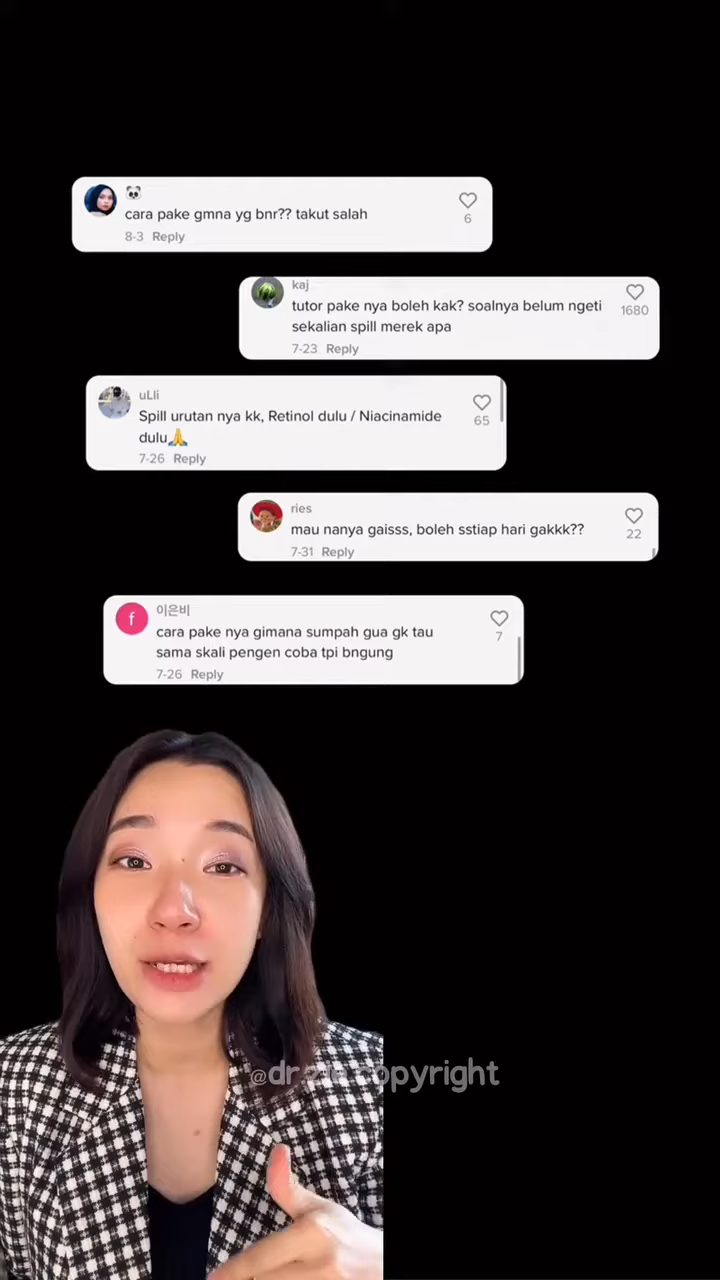 🐼
cara pake gmna yg bnr?? takut salah
6
8-3 Reply
kaj
tutor pake nya boleh kak? soalnya belum ngeti
sekalian spill merek apa
1680
7-23 Reply
uLli
Spill urutan nya kk, Retinol dulu / Niacinamide
dulu🙏
65
7-26 Reply
ries
mau nanya gaisss, boleh sstiap hari gakkk??
22
7-31 Reply
f
이은비
cara pake nya gimana sumpah gua gk tau
sama skali pengen coba tpi bngung
7
7-26 Reply
copyright